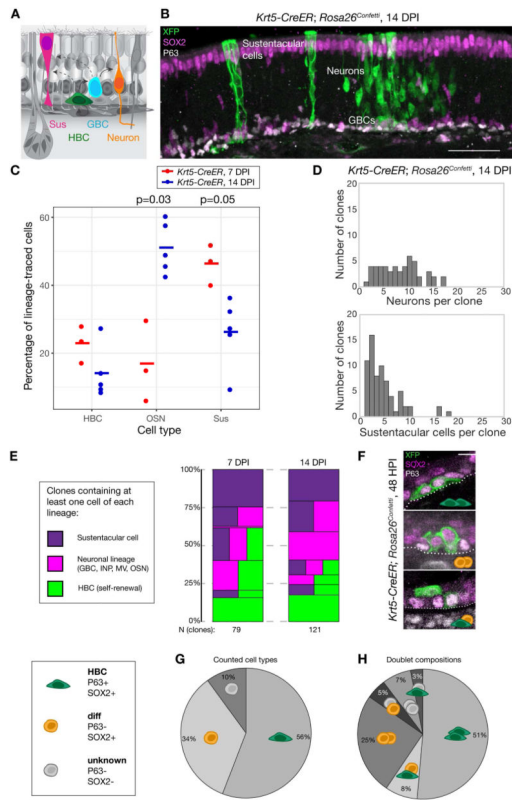 A
Sus
GBC
HBC
Neuron
B
Krt5-CreER; Rosa26Confetti, 14 DPI
XFP
SOX2
P63
Sustentacular
cells
Neurons
GBCs
C
Krt5-CreER, 7 DPI
Krt5-CreER, 14 DPI
p=0.03
p=0.05
Percentage of lineage-traced cells
60
40
20
HBC
OSN
Sus
Cell type
D
Krt5-CreER; Rosa26Confetti, 14 DPI
Number of clones
20
15
10
5
0
0
5
10
15
20
25
30
Neurons per clone
Number of clones
20
15
10
5
0
0
5
10
15
20
25
30
Sustentacular cells per clone
E
Clones containing at
least one cell of each
lineage:
Sustentacular cell
Neuronal lineage
(GBC, INP, MV, OSN)
HBC (self-renewal)
7 DPI
14 DPI
100%
75%
50%
25%
0%
N (clones):
79
121
F
XFP
SOX2
P63
Krt5-CreER; Rosa26Confetti, 48 HPI
HBC
P63+
SOX2+
diff
P63-
SOX2+
unknown
P63-
SOX2-
G
Counted cell types
10%
34%
56%
H
Doublet compositions
3%
7%
5%
25%
8%
51%